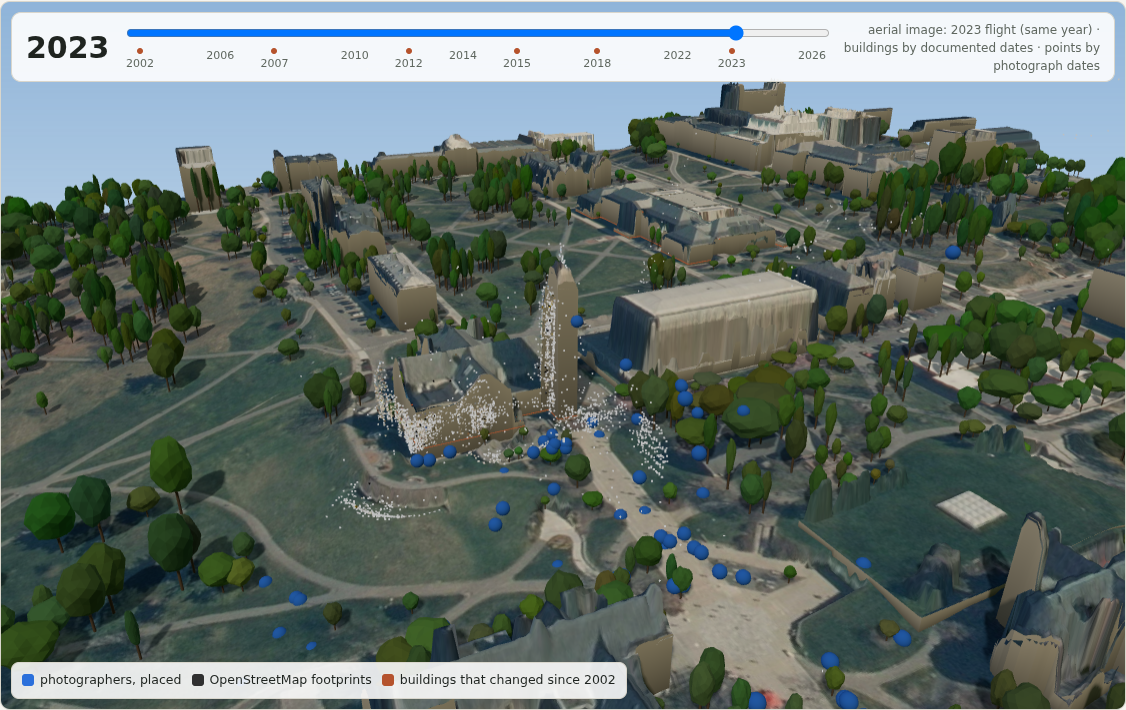 2023
2002 2006 2007 2010 2012 2014 2015 2018 2022 2023 2026
aerial image: 2023 flight (same year) ·
buildings by documented dates · points by
photograph dates
photographers, placed OpenStreetMap footprints buildings that changed since 2002